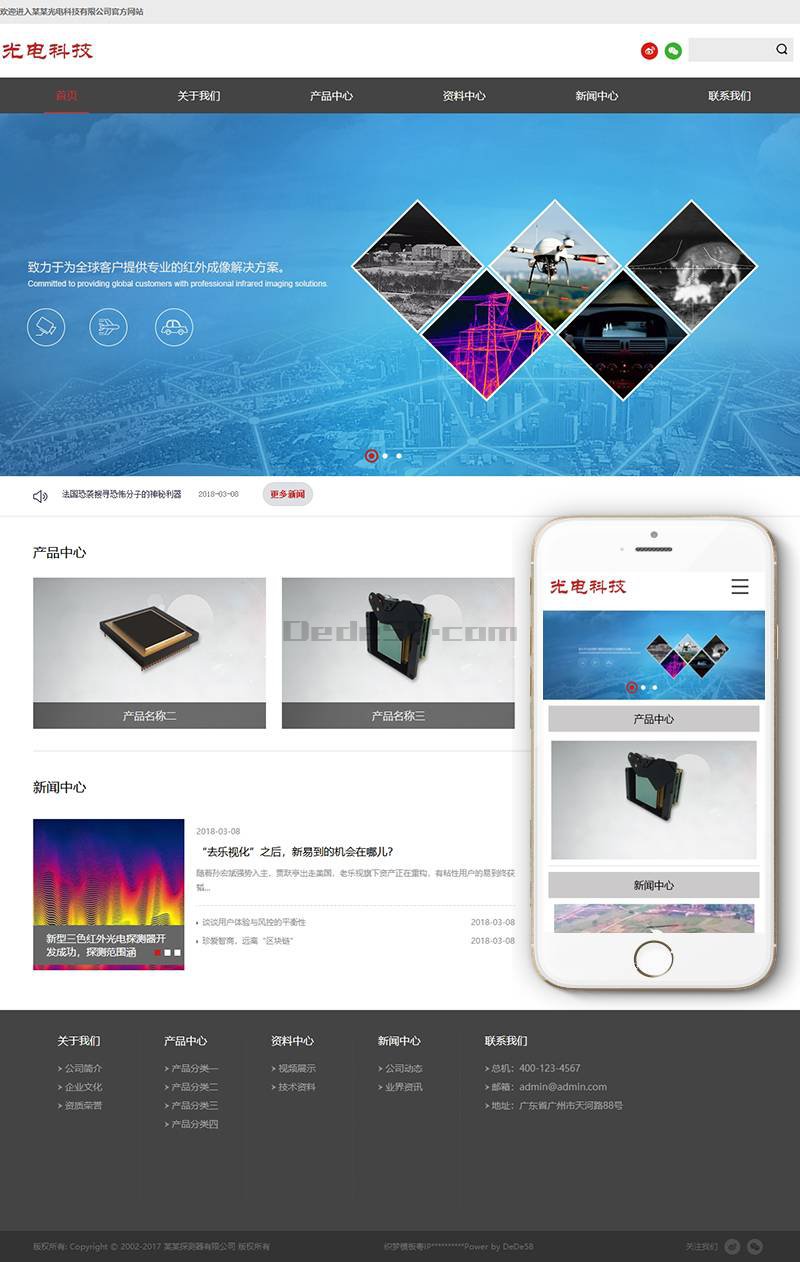 欢迎进入某某光电科技有限公司官方网站
光电科技
首页 关于我们 产品中心 资料中心 新闻中心 联系我们
致力于为全球客户提供专业的红外成像解决方案。
Committed to providing global customers with professional infrared imaging solutions.
法国恐袭搜寻恐怖分子的神秘利器 2018-03-08 更多新闻
产品中心
Dede58.com
产品名称二 产品名称三
新闻中心
2018-03-08
“去乐视化”之后，新易到的机会在哪儿？
随着孙宏斌强势入主，贾跃亭出走美国，老乐视旗下资产正在重构，有粘性用户的易到终获
韬...
谈谈用户体验与风控的平衡性 2018-03-08
珍爱智商，远离“区块链” 2018-03-08
新型三色红外光电探测器开
发成功，探测范围涵
光电科技
产品中心
新闻中心
关于我们 产品中心 资料中心 新闻中心 联系我们
公司简介 产品分类一 视频展示 公司动态 总机：400-123-4567
企业文化 产品分类二 技术资料 业界资讯 邮箱：admin@admin.com
资质荣誉 产品分类三 地址：广东省广州市天河路88号
产品分类四
版权所有: Copyright © 2002-2017 某某探测器有限公司 版权所有 织梦模板粤IP**********Power by DeDe58 关注我们